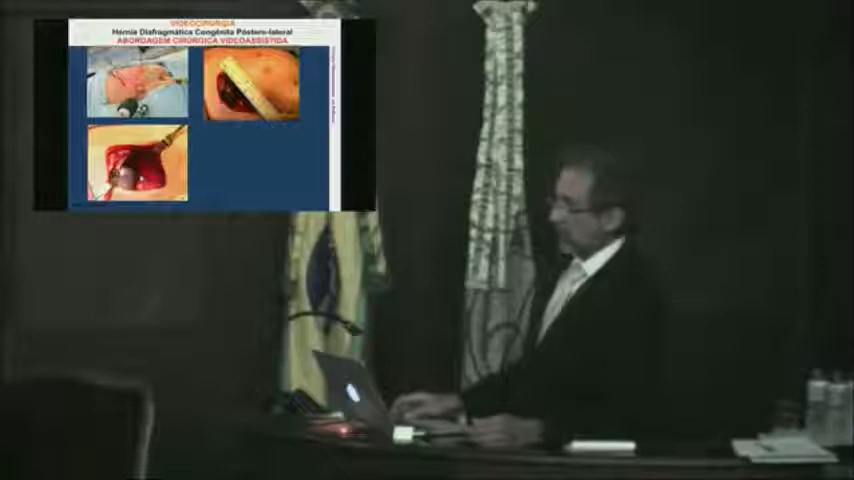 VIDEOCIRURGIA
Hérnia Diafragmática Congênita Póstero-lateral
ABORDAGEM CIRÚRGICA VIDEOASSISTIDA